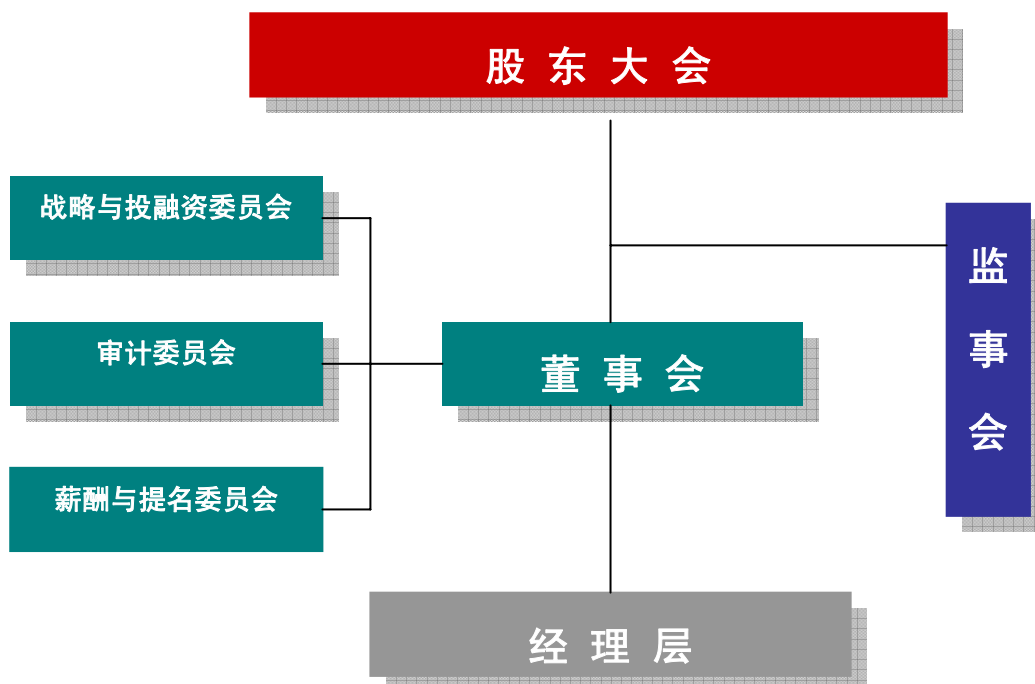 股东大会
战略与投融资委员会
监事会
审计委员会
董事会
薪酬与提名委员会
经理层